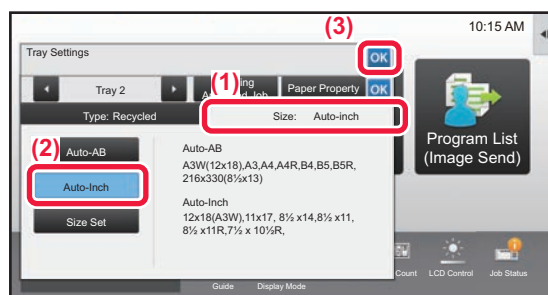 10:15 AM
(3)
Tray Settings
OK
Tray 2
(1)
Paper Property
OK
Type: Recycled
Size: Auto-inch
(2)
Auto-AB
Auto-Inch
Size Set
Auto-AB
A3W(12x18),A3,A4,A4R,B4,B5,B5R,
216x330(8½x13)
Auto-Inch
12x18(A3W),11x17, 8½ x14,8½ x11,
8½ x11R,7½ x 10½R,
Program List
(Image Send)
Count
LCD Control
Job Status
Guide
Display Mode